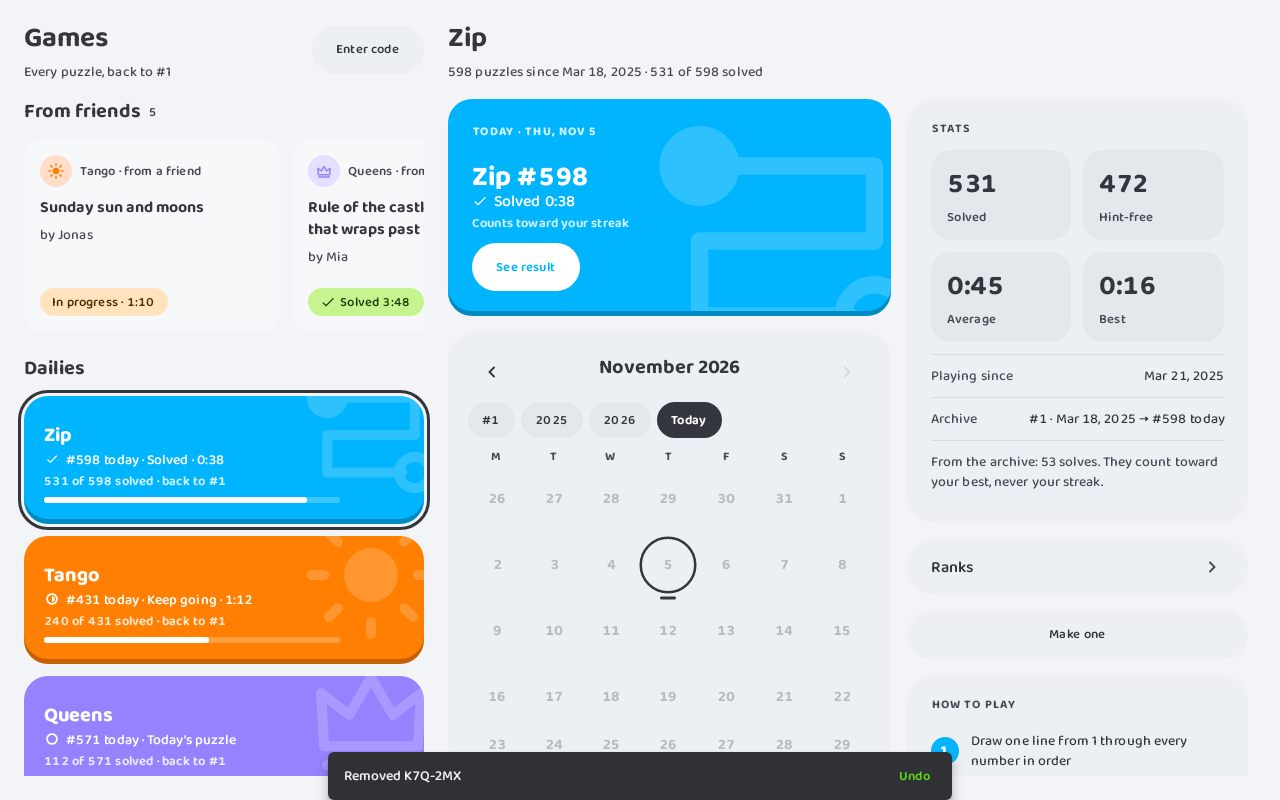 Games
Every puzzle, back to #1
Enter code
From friends 5
Tango · from a friend
Sunday sun and moons
by Jonas
In progress · 1:10
Queens ·
Rule of the
that wraps past
by Mia
Solved 3:48
Dailies
Zip
#598 today · Solved · 0:38
531 of 598 solved · back to #1
Tango
#431 today · Keep going · 1:12
240 of 431 solved · back to #1
Queens
#571 today · Today's puzzle
112 of 571 solved · back to #1
Zip
598 puzzles since Mar 18, 2025 · 531 of 598 solved
TODAY · THU, NOV 5
Zip #598
Solved 0:38
Counts toward your streak
See result
November 2026
#1 2025 2026 Today
M T W T F S S
26 27 28 29 30 31 1
2 3 4 5 6 7 8
9 10 11 12 13 14 15
16 17 18 19 20 21 22
23 24 25 26 27 28 29
STATS
531
Solved
472
Hint-free
0:45
Average
0:16
Best
Playing since Mar 21, 2025
Archive #1 · Mar 18, 2025 → #598 today
From the archive: 53 solves. They count toward
your best, never your streak.
Ranks
Make one
HOW TO PLAY
1 Draw one line from 1 through every
number in order
Removed K7Q-2MX
Undo